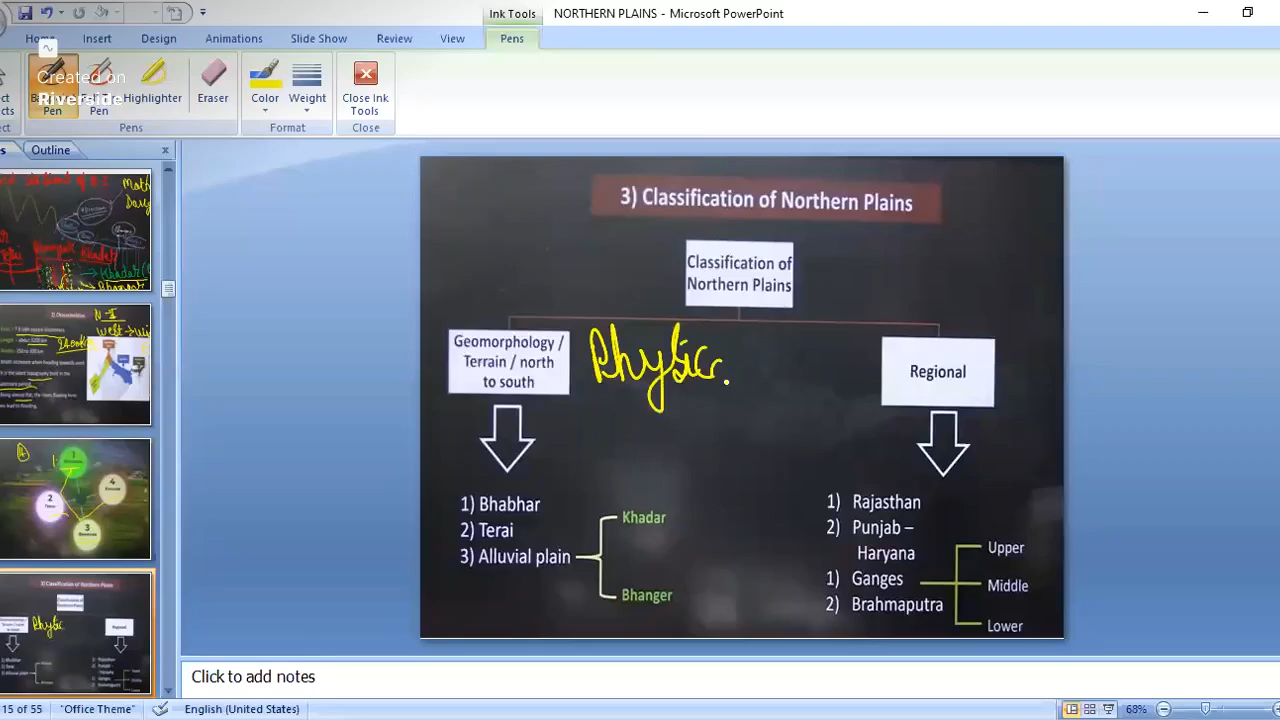 Ink Tools
NORTHERN PLAINS - Microsoft PowerPoint
Home
Insert
Design
Animations
Slide Show
Review
View
Pens
Created on
Riverside
Pen
Pen
Highlighter
Eraser
Color
Weight
Close Ink
Tools
Pens
Format
Close
Outline
3) Classification of Northern Plains
Classification of
Northern Plains
Geomorphology /
Terrain / north
to south
Physic
Regional
1) Bhabhar
2) Terai
3) Alluvial plain
Khadar
Bhanger
1) Rajasthan
2) Punjab –
Haryana
1) Ganges
2) Brahmaputra
Upper
Middle
Lower
Click to add notes
15 of 55
"Office Theme"
English (United States)
68%